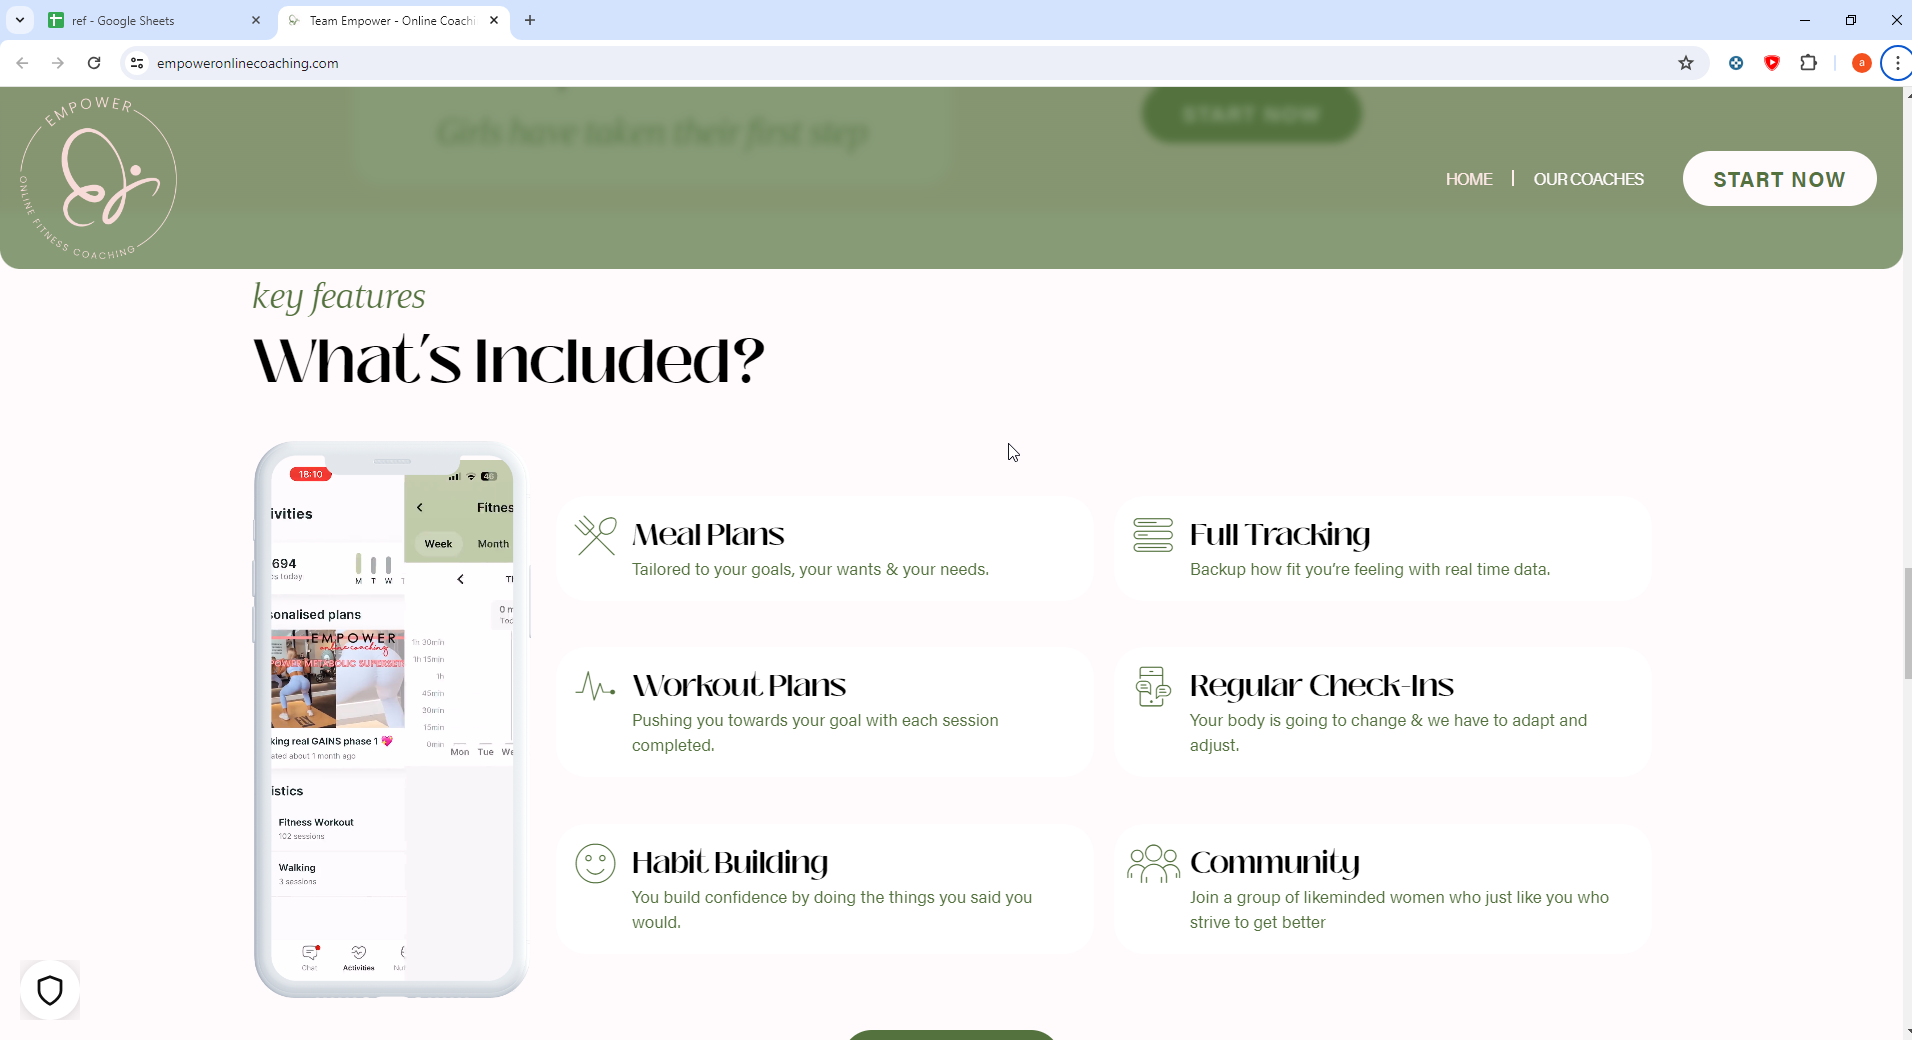 ref - Google Sheets
Team Empower - Online Coachi
empoweronlinecoaching.com
a
EMPOWER
ONLINE FITNESS COACHING
Girls have taken their first step
START NOW
HOME
OUR COACHES
START NOW
key features
What's Included?
18:10
ivities
694
s today
M T W T
sonalised plans
EMPOWER
online coaching
POWER METABOLIC SUPERSET
king real GAINS phase 1 💖
ated about 1 month ago
istics
Fitness Workout
102 sessions
Walking
3 sessions
Chat
Activities
Nut
Fitnes
Week
Month
Th
0 m
Toc
1h 30min
1h 15min
1h
45min
30min
15min
0min
Mon Tue We
Meal Plans
Tailored to your goals, your wants & your needs.
Full Tracking
Backup how fit you're feeling with real time data.
Workout Plans
Pushing you towards your goal with each session
completed.
Regular Check-Ins
Your body is going to change & we have to adapt and
adjust.
Habit Building
You build confidence by doing the things you said you
would.
Community
Join a group of likeminded women who just like you who
strive to get better